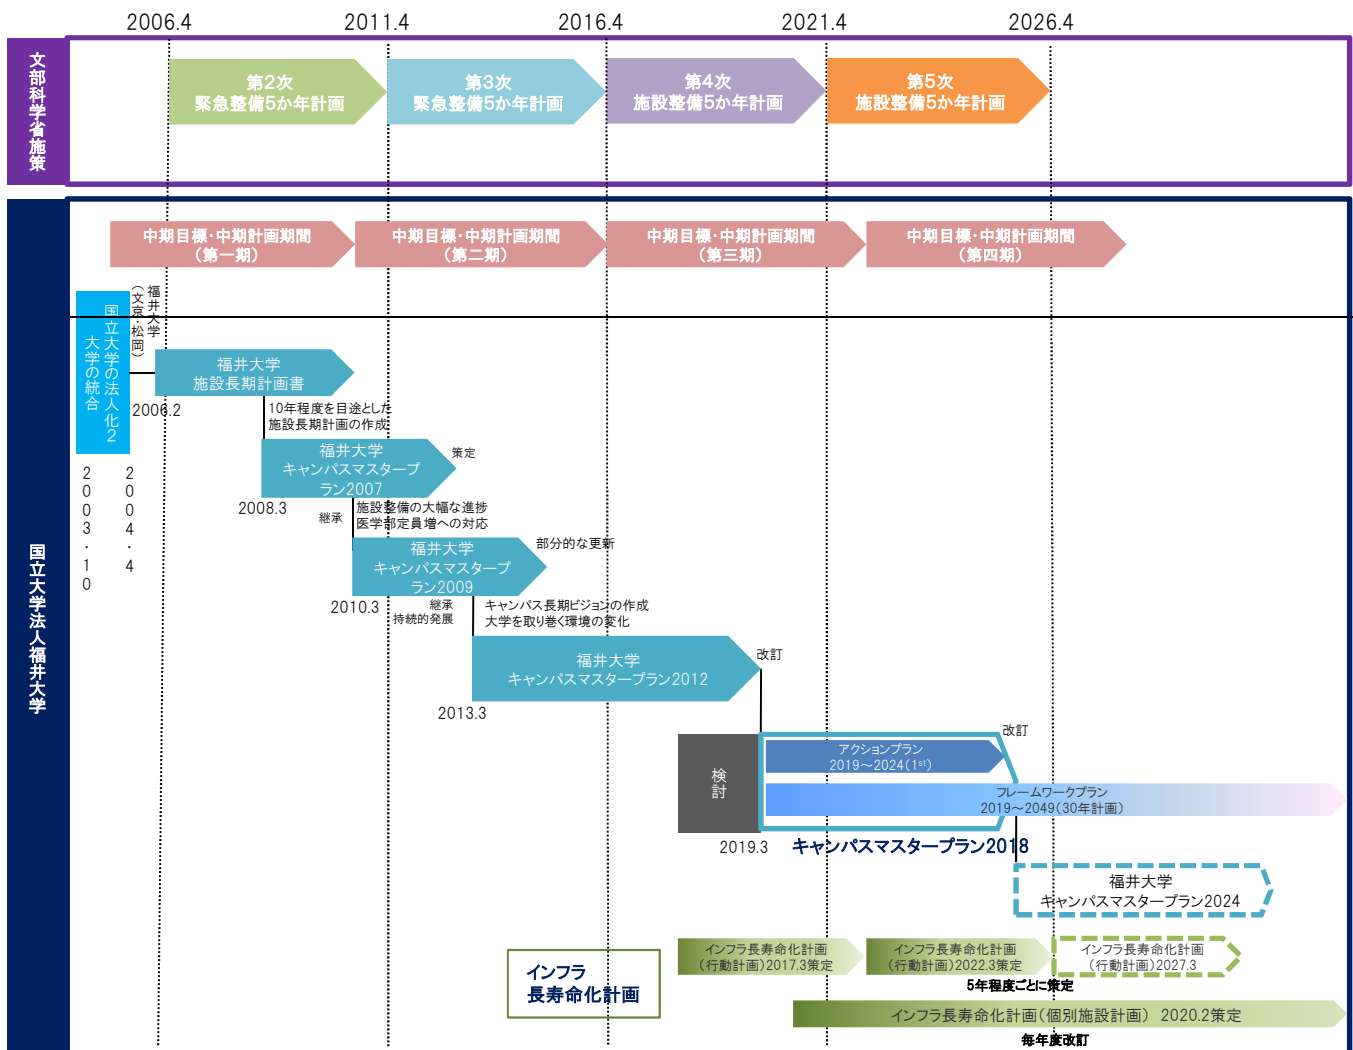 2006.4
2011.4
2016.4
2021.4
2026.4
文部科学省施策
第2次
緊急整備5か年計画
第3次
緊急整備5か年計画
第4次
施設整備5か年計画
第5次
施設整備5か年計画
国立大学法人福井大学
中期目標・中期計画期間
（第一期）
中期目標・中期計画期間
（第二期）
中期目標・中期計画期間
（第三期）
中期目標・中期計画期間
（第四期）
国立大学の法人化2
大学の統合
福井大学
（文京・松岡）
2004.4
2003.10
福井大学
施設長期計画書
2006.2
10年程度を目途とした
施設長期計画の作成
福井大学
キャンパスマスタープ
ラン2007
策定
2008.3
継承
施設整備の大幅な進捗
医学部定員増への対応
福井大学
キャンパスマスタープ
ラン2009
部分的な更新
2010.3
継承
持続的発展
キャンパス長期ビジョンの作成
大学を取り巻く環境の変化
福井大学
キャンパスマスタープラン2012
改訂
2013.3
検討
アクションプラン
2019～2024（1st）
改訂
フレームワークプラン
2019～2049（30年計画）
2019.3
キャンパスマスタープラン2018
福井大学
キャンパスマスタープラン2024
インフラ
長寿命化計画
インフラ長寿命化計画
（行動計画）2017.3策定
インフラ長寿命化計画
（行動計画）2022.3策定
インフラ長寿命化計画
（行動計画）2027.3
5年程度ごとに策定
インフラ長寿命化計画（個別施設計画） 2020.2策定
毎年度改訂